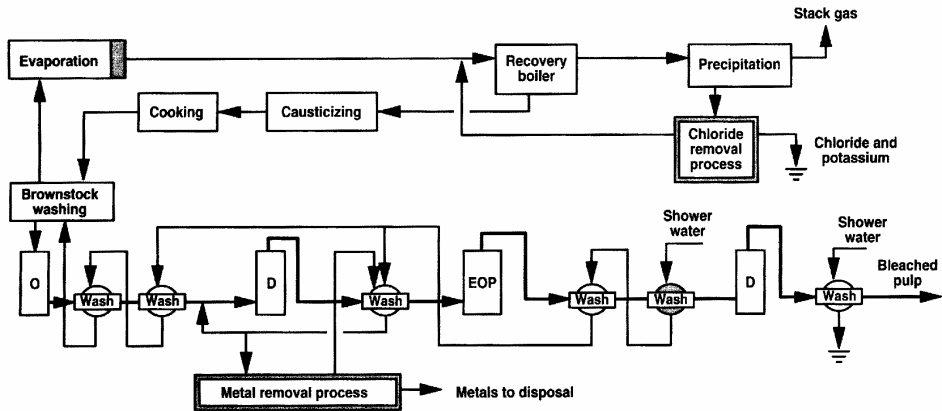 Stack gas
Evaporation
Recovery
boiler
Precipitation
Cooking
Causticizing
Chloride
removal
process
Chloride and
potassium
Brownstock
washing
Shower
water
Shower
water
O
Wash
Wash
D
Wash
EOP
Wash
Wash
D
Wash
Bleached
pulp
Metal removal process
Metals to disposal